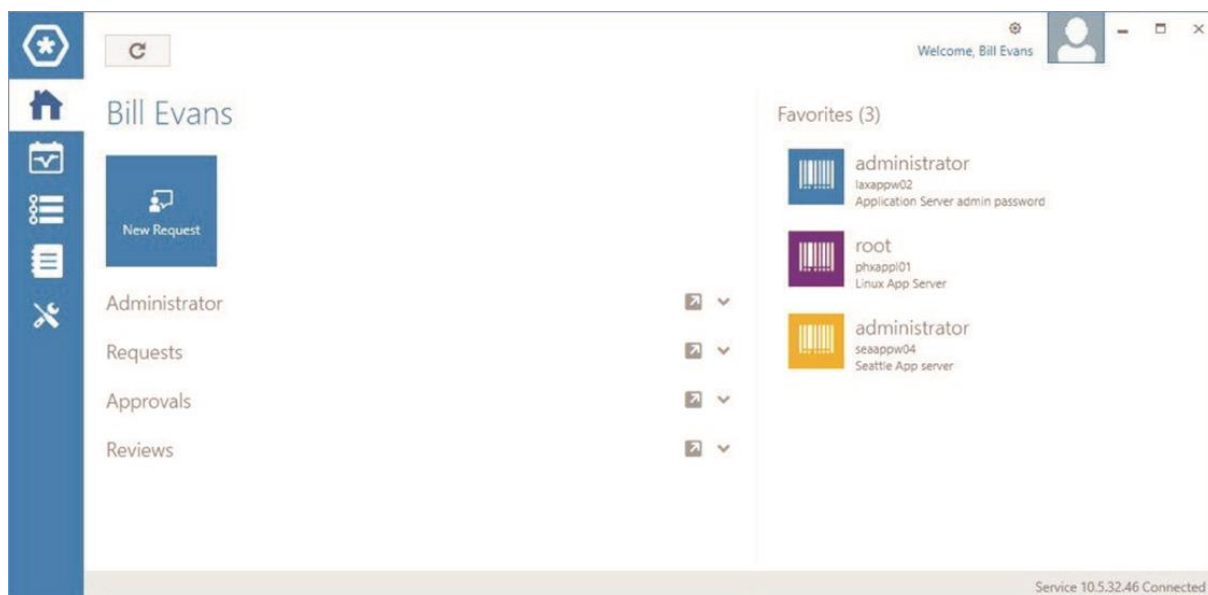 Welcome, Bill Evans
Bill Evans
New Request
Administrator
Requests
Approvals
Reviews
Favorites (3)
administrator
laxappw02
Application Server admin password
root
phxappl01
Linux App Server
administrator
seaappw04
Seattle App server
Service 10.5.32.46 Connected